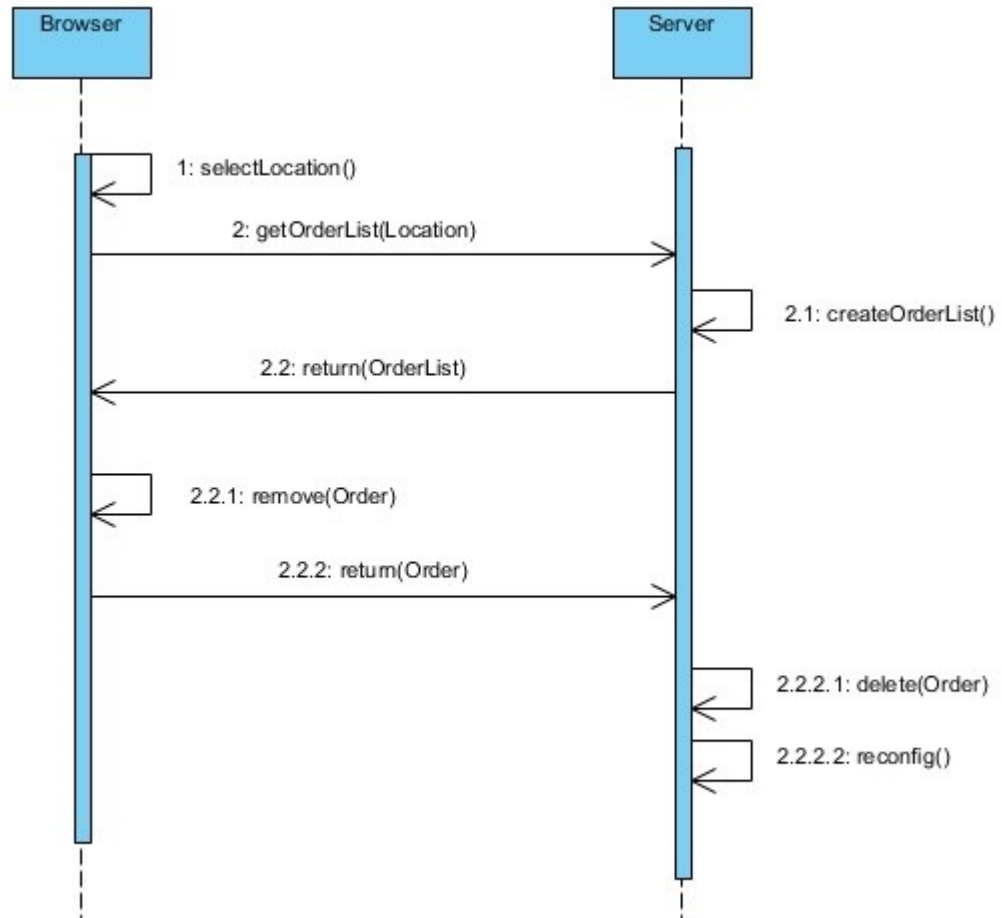 Browser
Server
1: selectLocation()
2: getOrderList(Location)
2.1: createOrderList()
2.2: return(OrderList)
2.2.1: remove(Order)
2.2.2: return(Order)
2.2.2.1: delete(Order)
2.2.2.2: reconfig()